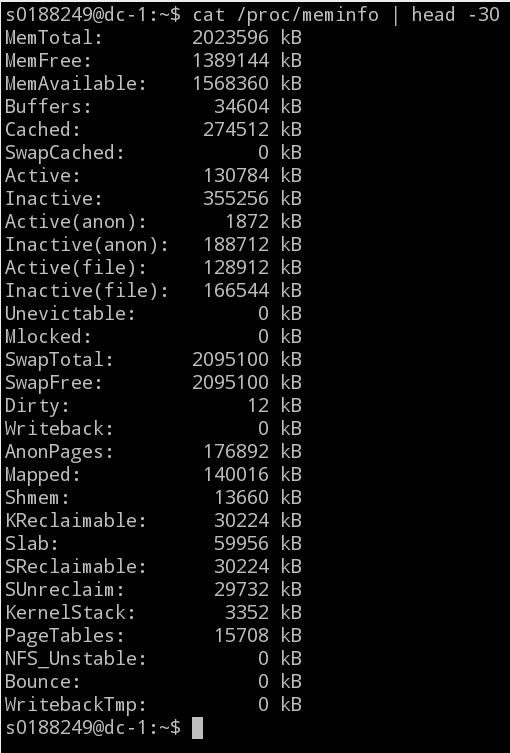 s0188249@dc-1:~$ cat /proc/meminfo | head -30
MemTotal:        2023596 kB
MemFree:         1389144 kB
MemAvailable:    1568360 kB
Buffers:           34604 kB
Cached:           274512 kB
SwapCached:            0 kB
Active:           130784 kB
Inactive:         355256 kB
Active(anon):       1872 kB
Inactive(anon):   188712 kB
Active(file):     128912 kB
Inactive(file):   166544 kB
Unevictable:           0 kB
Mlocked:               0 kB
SwapTotal:       2095100 kB
SwapFree:        2095100 kB
Dirty:                12 kB
Writeback:             0 kB
AnonPages:        176892 kB
Mapped:           140016 kB
Shmem:             13660 kB
KReclaimable:      30224 kB
Slab:              59956 kB
SReclaimable:      30224 kB
SUnreclaim:        29732 kB
KernelStack:        3352 kB
PageTables:        15708 kB
NFS_Unstable:          0 kB
Bounce:                0 kB
WritebackTmp:          0 kB
s0188249@dc-1:~$